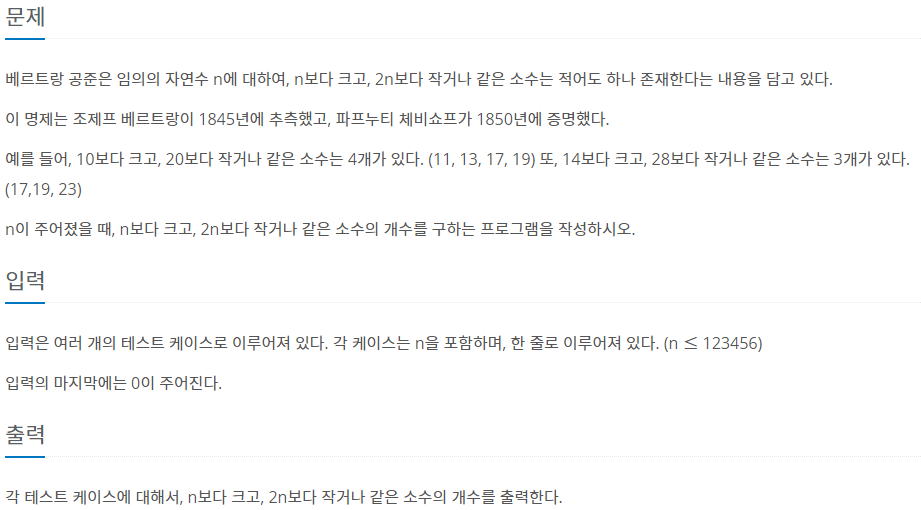 문제
베르트랑 공준은 임의의 자연수 n에 대하여, n보다 크고, 2n보다 작거나 같은 소수는 적어도 하나 존재한다는 내용을 담고 있다.
이 명제는 조제프 베르트랑이 1845년에 추측했고, 파프누티 체비쇼프가 1850년에 증명했다.
예를 들어, 10보다 크고, 20보다 작거나 같은 소수는 4개가 있다. (11, 13, 17, 19) 또, 14보다 크고, 28보다 작거나 같은 소수는 3개가 있다.
(17,19, 23)
n이 주어졌을 때, n보다 크고, 2n보다 작거나 같은 소수의 개수를 구하는 프로그램을 작성하시오.
입력
입력은 여러 개의 테스트 케이스로 이루어져 있다. 각 케이스는 n을 포함하며, 한 줄로 이루어져 있다. (n ≤ 123456)
입력의 마지막에는 0이 주어진다.
출력
각 테스트 케이스에 대해서, n보다 크고, 2n보다 작거나 같은 소수의 개수를 출력한다.